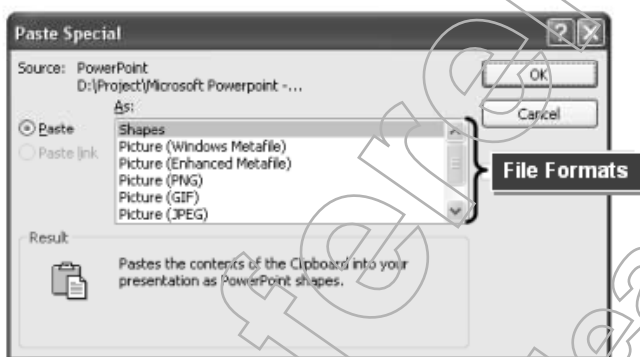 Paste Special
Source: PowerPoint
D:\Project\Microsoft Powerpoint -...
As:
Paste
Paste link
Shapes
Picture (Windows Metafile)
Picture (Enhanced Metafile)
Picture (PNG)
Picture (GIF)
Picture (JPEG)
OK
Cancel
File Formats
Result
Pastes the contents of the Clipboard into your
presentation as PowerPoint shapes.